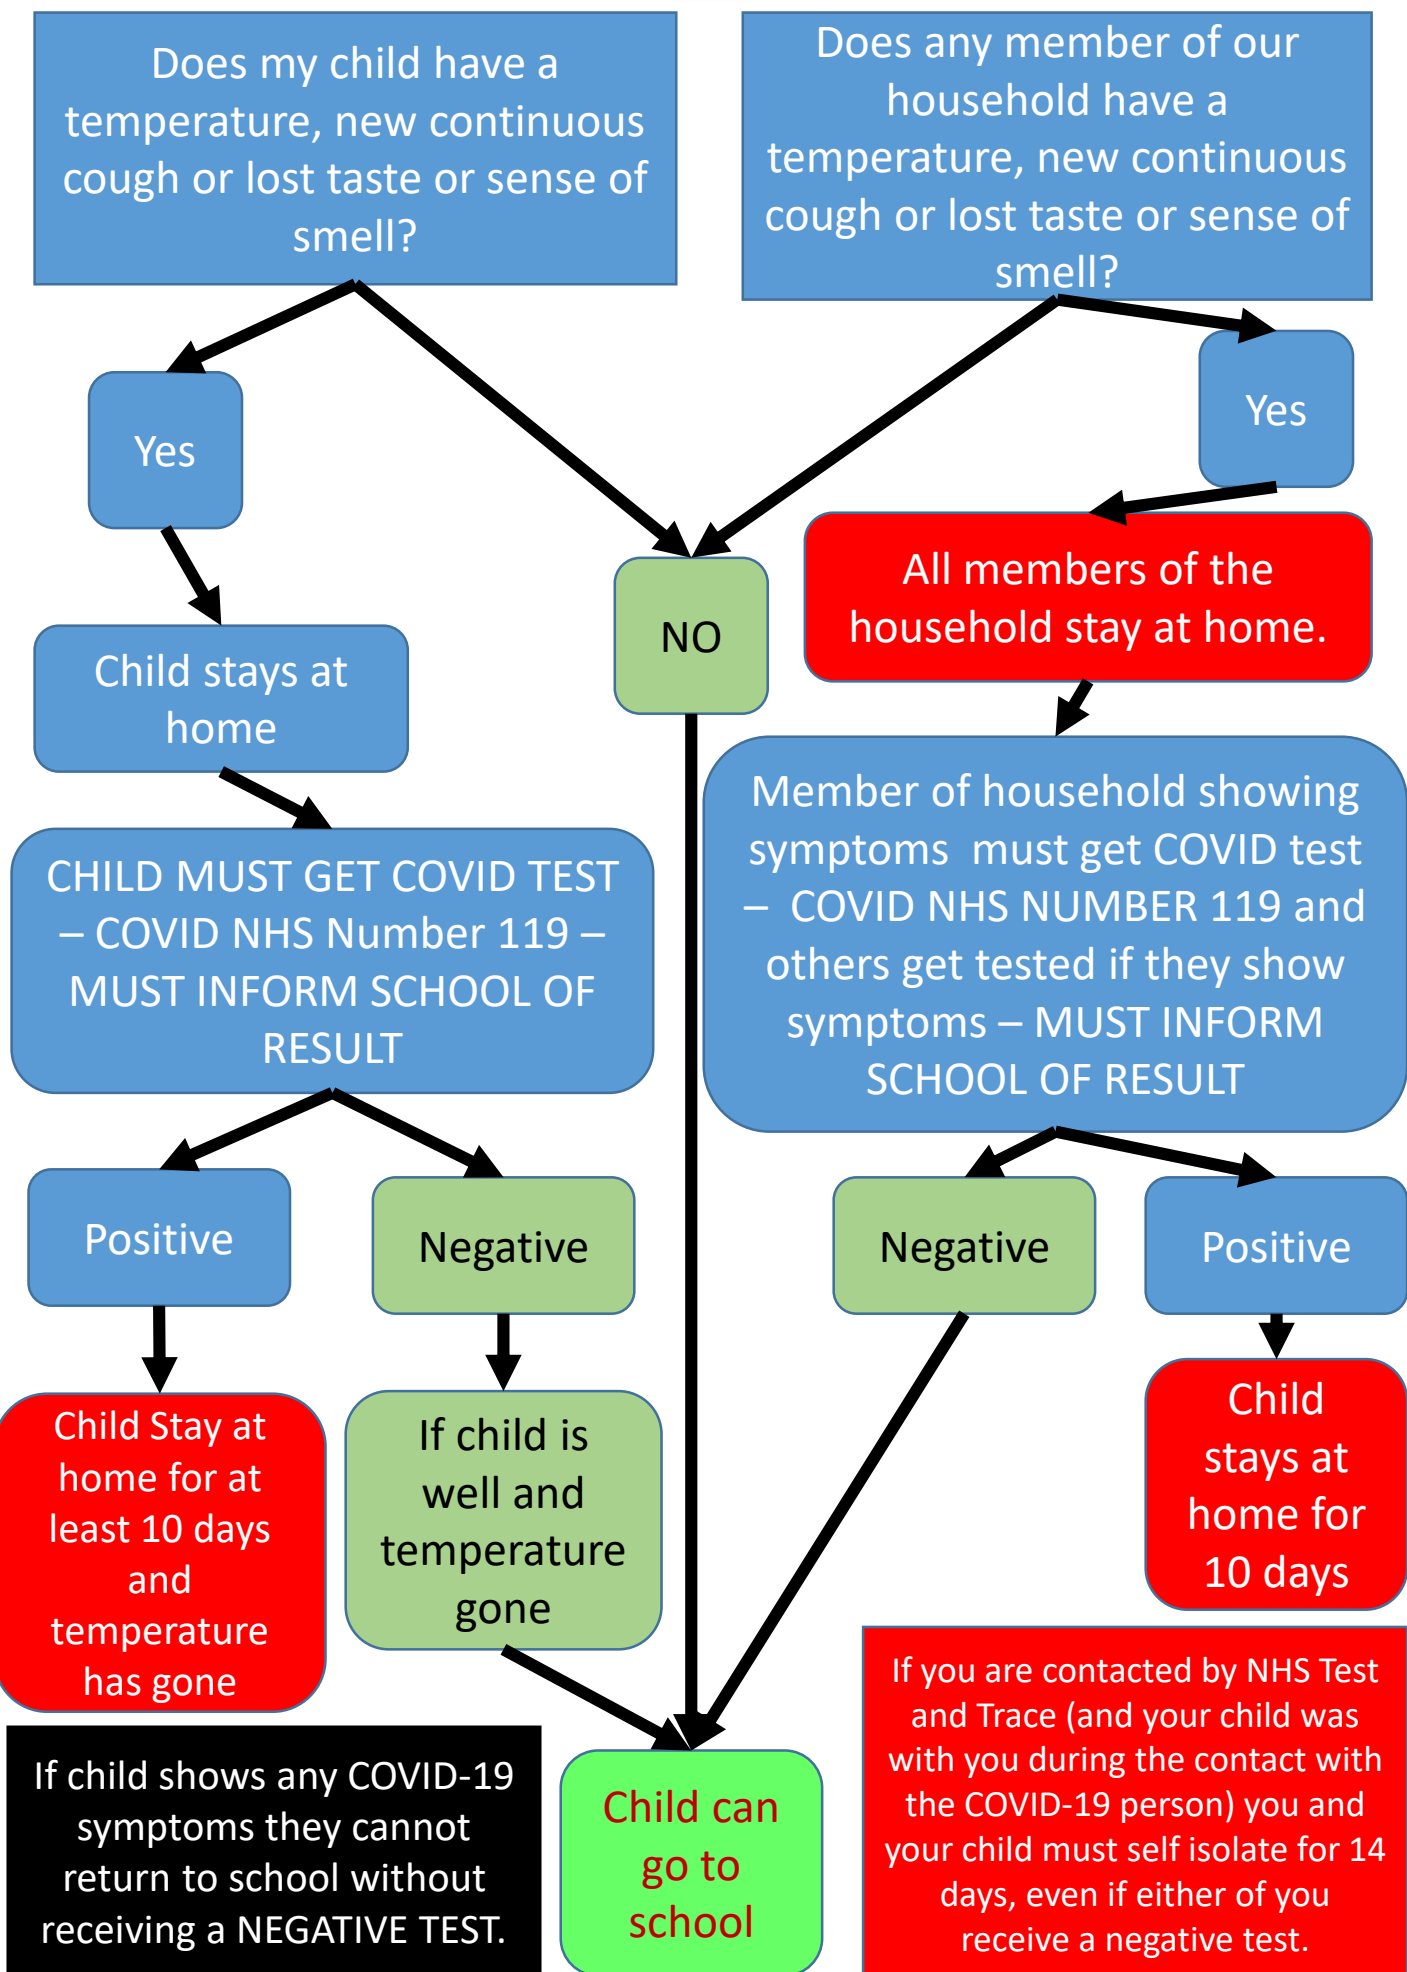 Does my child have a
temperature, new continuous
cough or lost taste or sense of
smell?
Does any member of our
household have a
temperature, new continuous
cough or lost taste or sense of
smell?
Yes
Yes
NO
All members of the
household stay at home.
Child stays at
home
Member of household showing
symptoms must get COVID test
– COVID NHS NUMBER 119 and
others get tested if they show
symptoms – MUST INFORM
SCHOOL OF RESULT
CHILD MUST GET COVID TEST
– COVID NHS Number 119 –
MUST INFORM SCHOOL OF
RESULT
Positive
Negative
Negative
Positive
Child Stay at
home for at
least 10 days
and
temperature
has gone
If child is
well and
temperature
gone
Child
stays at
home for
10 days
If child shows any COVID-19
symptoms they cannot
return to school without
receiving a NEGATIVE TEST.
Child can
go to
school
If you are contacted by NHS Test
and Trace (and your child was
with you during the contact with
the COVID-19 person) you and
your child must self isolate for 14
days, even if either of you
receive a negative test.